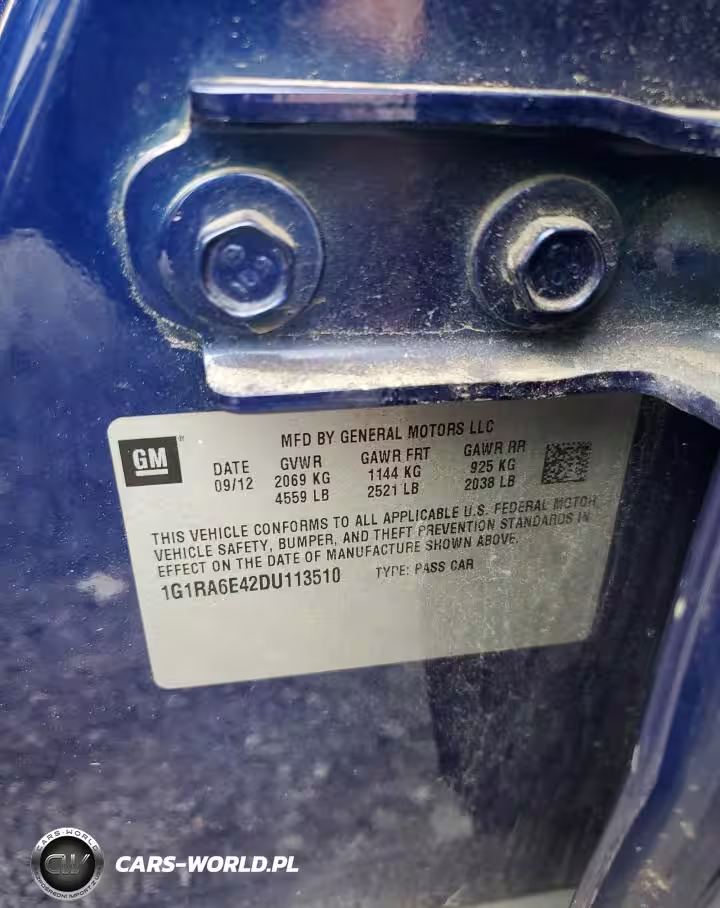 GM®
MFD BY GENERAL MOTORS LLC
DATE GVWR GAWR FRT GAWR RR
09/12 2069 KG 1144 KG 925 KG
4559 LB 2521 LB 2038 LB
THIS VEHICLE CONFORMS TO ALL APPLICABLE U.S. FEDERAL MOTOR
VEHICLE SAFETY, BUMPER, AND THEFT PREVENTION STANDARDS IN
EFFECT ON THE DATE OF MANUFACTURE SHOWN ABOVE.
1G1RA6E42DU113510 TYPE: PASS CAR
CARS-WORLD
CW
CARS-WORLD.PL